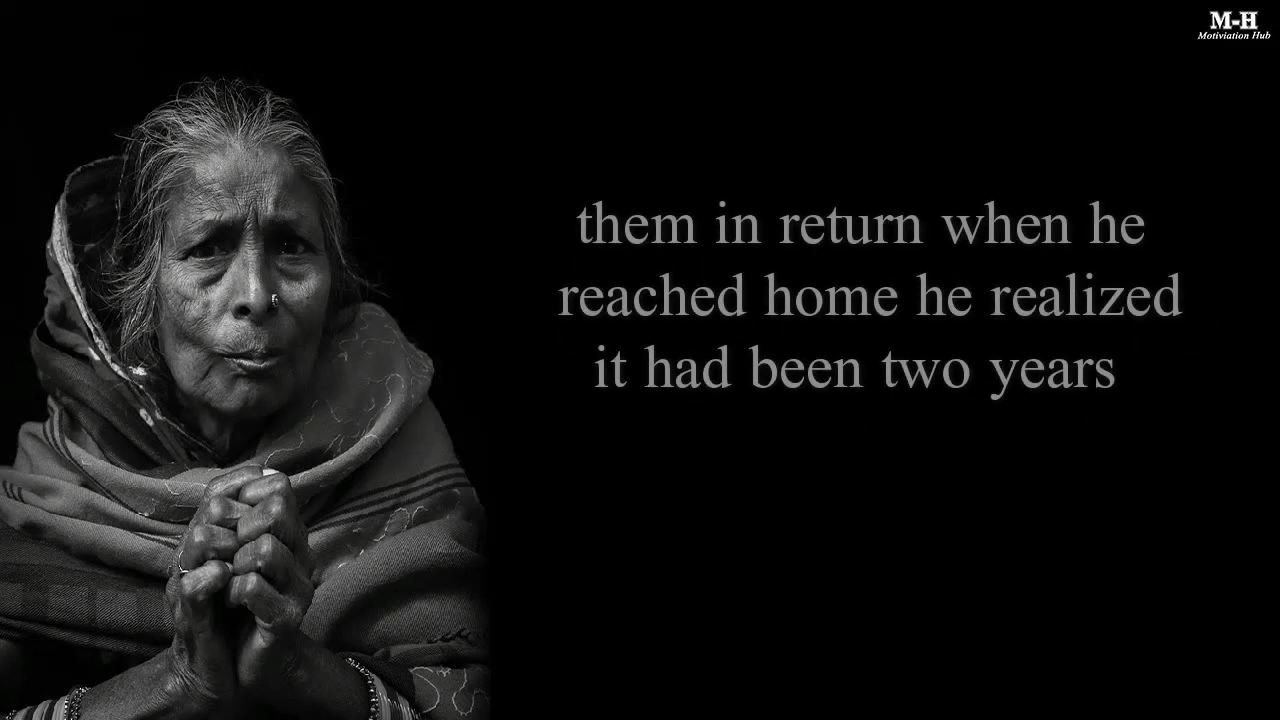 M-H
Motiviation Hub
them in return when he
reached home he realized
it had been two years